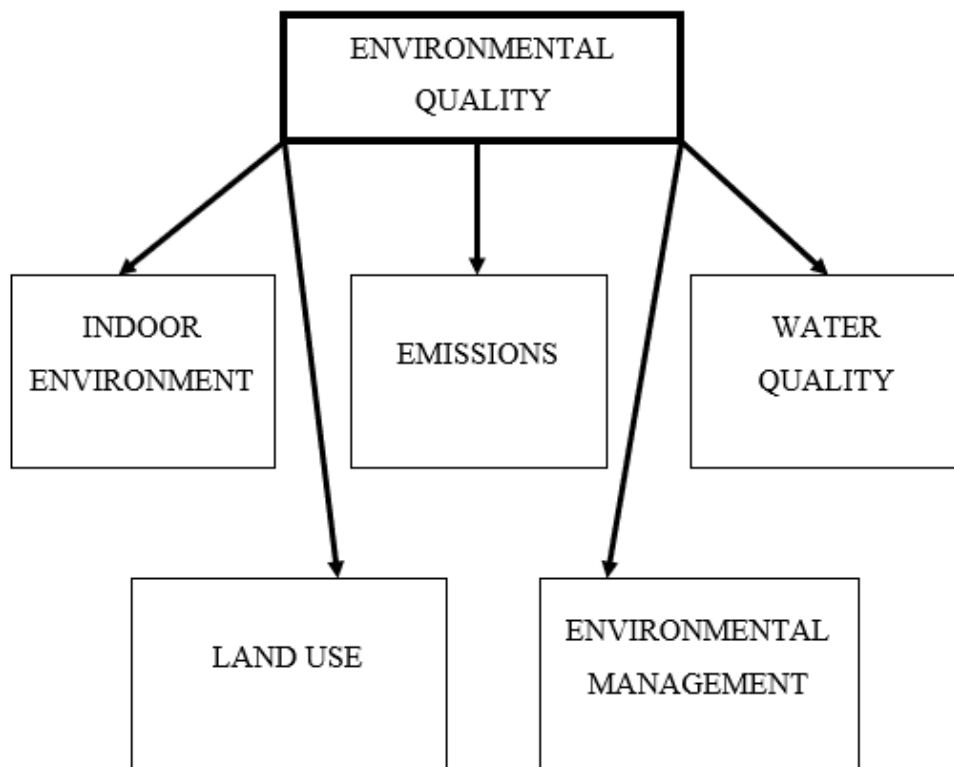 ENVIRONMENTAL
QUALITY
INDOOR
ENVIRONMENT
EMISSIONS
WATER
QUALITY
LAND USE
ENVIRONMENTAL
MANAGEMENT